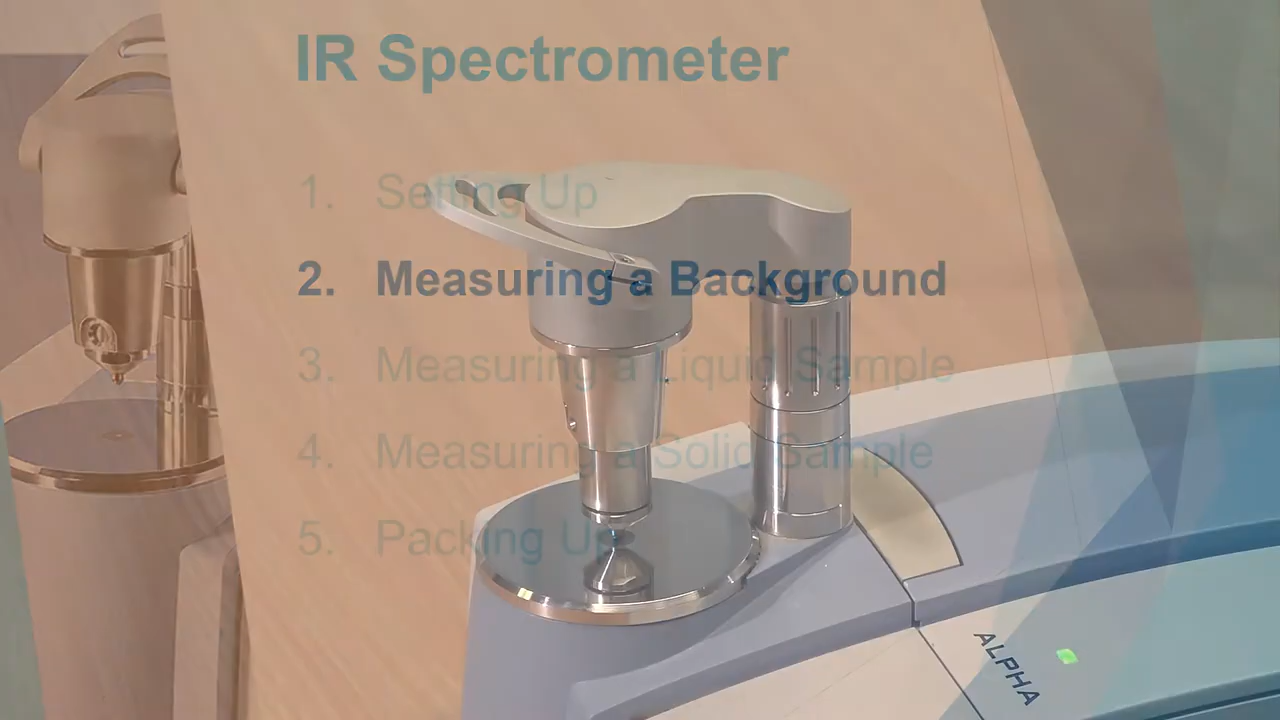 IR Spectrometer
1. Setting Up
2. Measuring a Background
3. Measuring a Liquid Sample
4. Measuring a Solid Sample
5. Packing Up
ALPHA